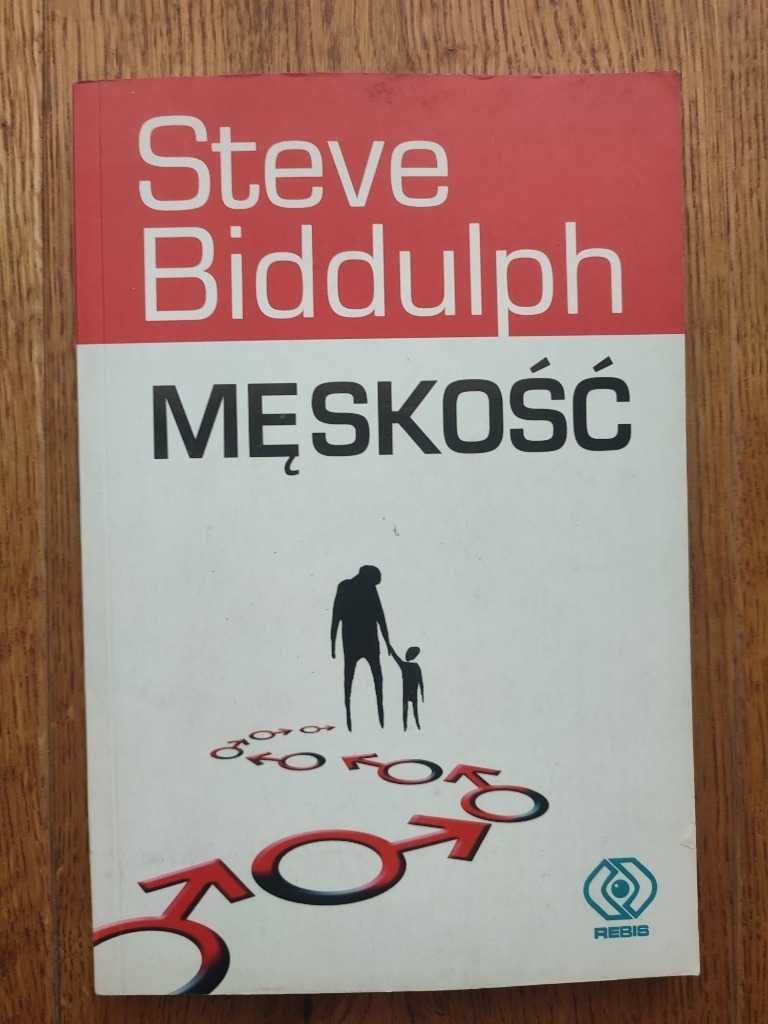 Steve
Biddulph
MĘSKOŚĆ
REBIS